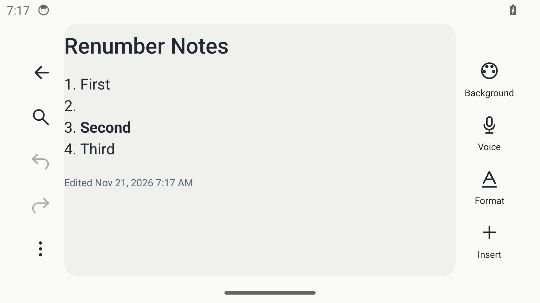 7:17
Renumber Notes
1. First
2.
3. Second
4. Third
Edited Nov 21, 2026 7:17 AM
Background
Voice
Format
Insert